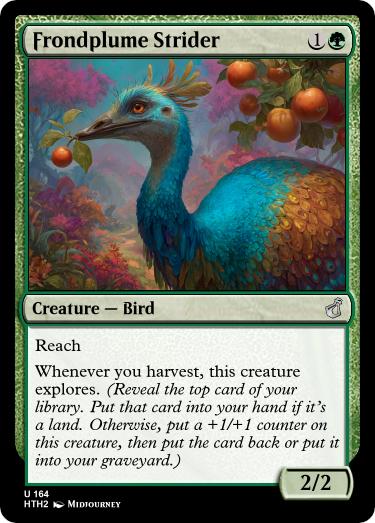 Frondplume Strider 1
Creature — Bird
Reach
Whenever you harvest, this creature
explores. (Reveal the top card of your
library. Put that card into your hand if it's
a land. Otherwise, put a +1/+1 counter on
this creature, then put the card back or put it
into your graveyard.)
2/2
U 164
HTH2 Midjourney